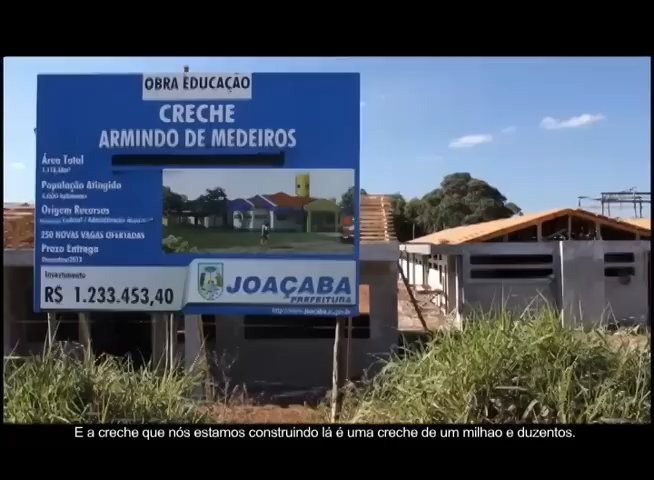 OBRA EDUCAÇÃO
CRECHE
ARMINDO DE MEDEIROS
Área Total
População Atingida
Origem Recursos
250 NOVAS VAGAS OFERTADAS
Prazo Entrega
Investimento
R$ 1.233.453,40
JOAÇABA
PREFEITURA
E a creche que nós estamos construindo lá é uma creche de um milhao e duzentos.